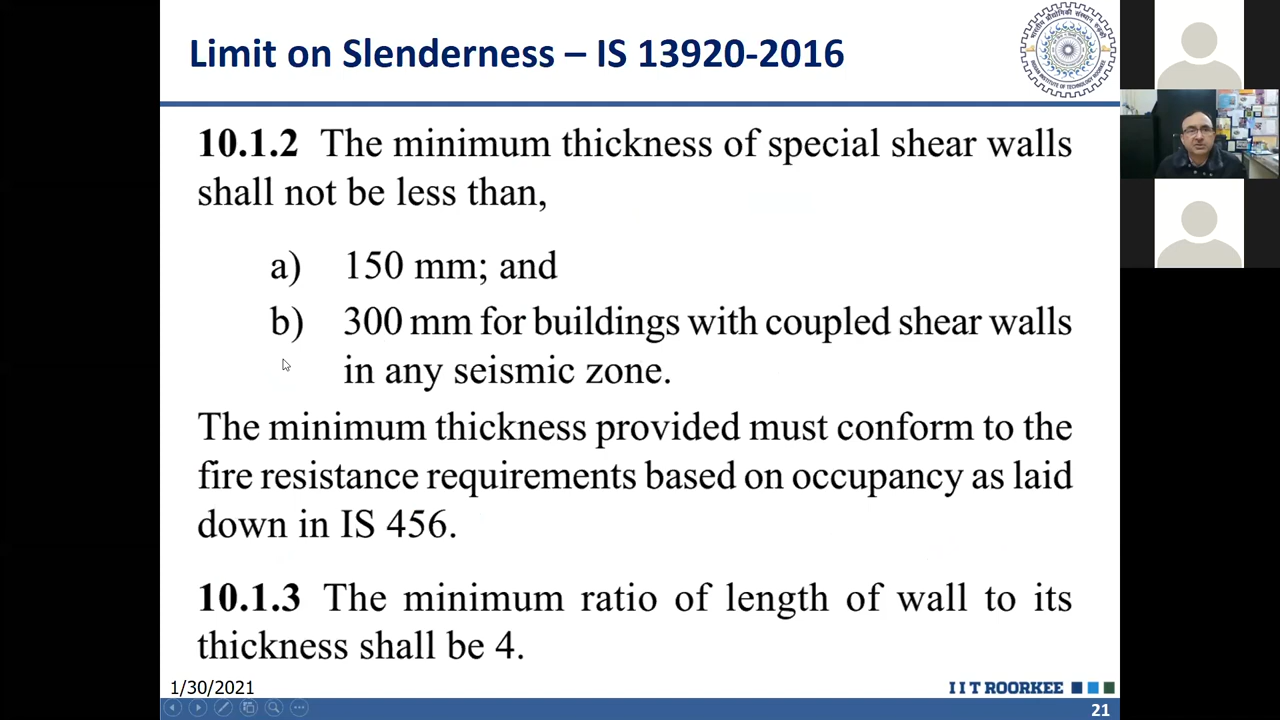 Limit on Slenderness – IS 13920-2016
10.1.2 The minimum thickness of special shear walls
shall not be less than,
a) 150 mm; and
b) 300 mm for buildings with coupled shear walls
in any seismic zone.
The minimum thickness provided must conform to the
fire resistance requirements based on occupancy as laid
down in IS 456.
10.1.3 The minimum ratio of length of wall to its
thickness shall be 4.
1/30/2021
I I T ROORKEE
21